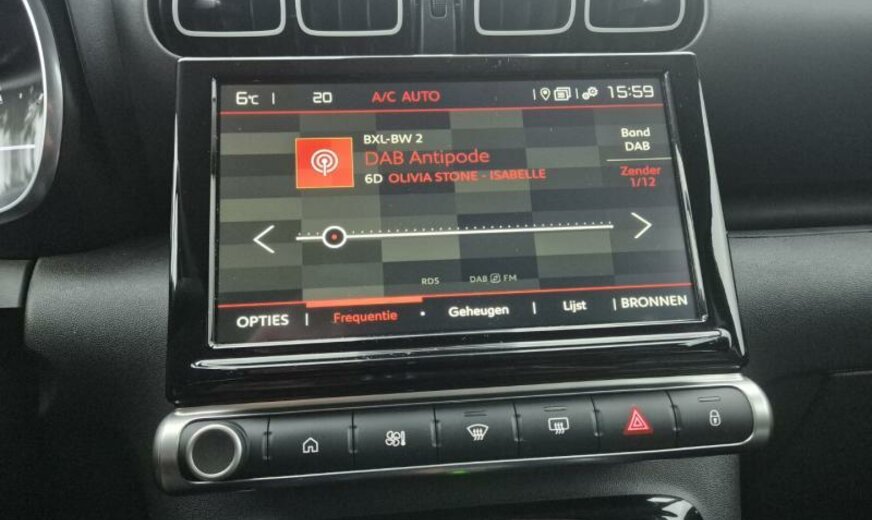 6°C | 20 A/C AUTO 15:59
BXL-BW 2
DAB Antipode
6D OLIVIA STONE - ISABELLE
Band
DAB
Zender
1/12
RDS DAB FM
OPTIES | Frequentie • Geheugen | Lijst | BRONNEN